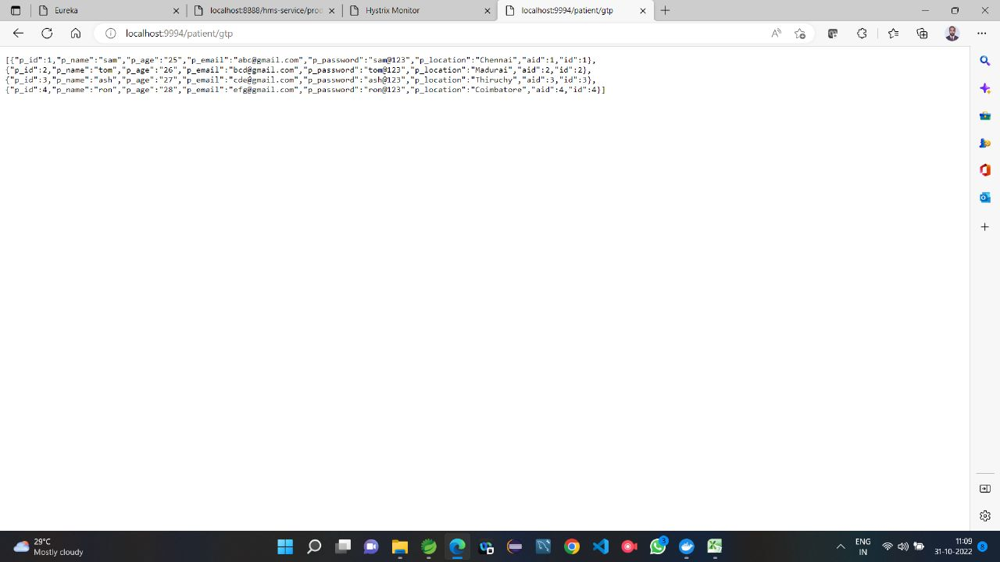 Eureka
localhost:8888/hms-service/prod
Hystrix Monitor
localhost:9994/patient/gtp
localhost:9994/patient/gtp
[{"p_id":1,"p_name":"sam","p_age":"25","p_email":"abc@gmail.com","p_password":"sam@123","p_location":"Chennai","aid":1,"id":1},
{"p_id":2,"p_name":"tom","p_age":"26","p_email":"bcd@gmail.com","p_password":"tom@123","p_location":"Madurai","aid":2,"id":2},
{"p_id":3,"p_name":"ash","p_age":"27","p_email":"cde@gmail.com","p_password":"ash@123","p_location":"Thiruchy","aid":3,"id":3},
{"p_id":4,"p_name":"ron","p_age":"28","p_email":"efg@gmail.com","p_password":"ron@123","p_location":"Coimbatore","aid":4,"id":4}]
29°C
Mostly cloudy
3
ENG
IN
11:09
31-10-2022
8